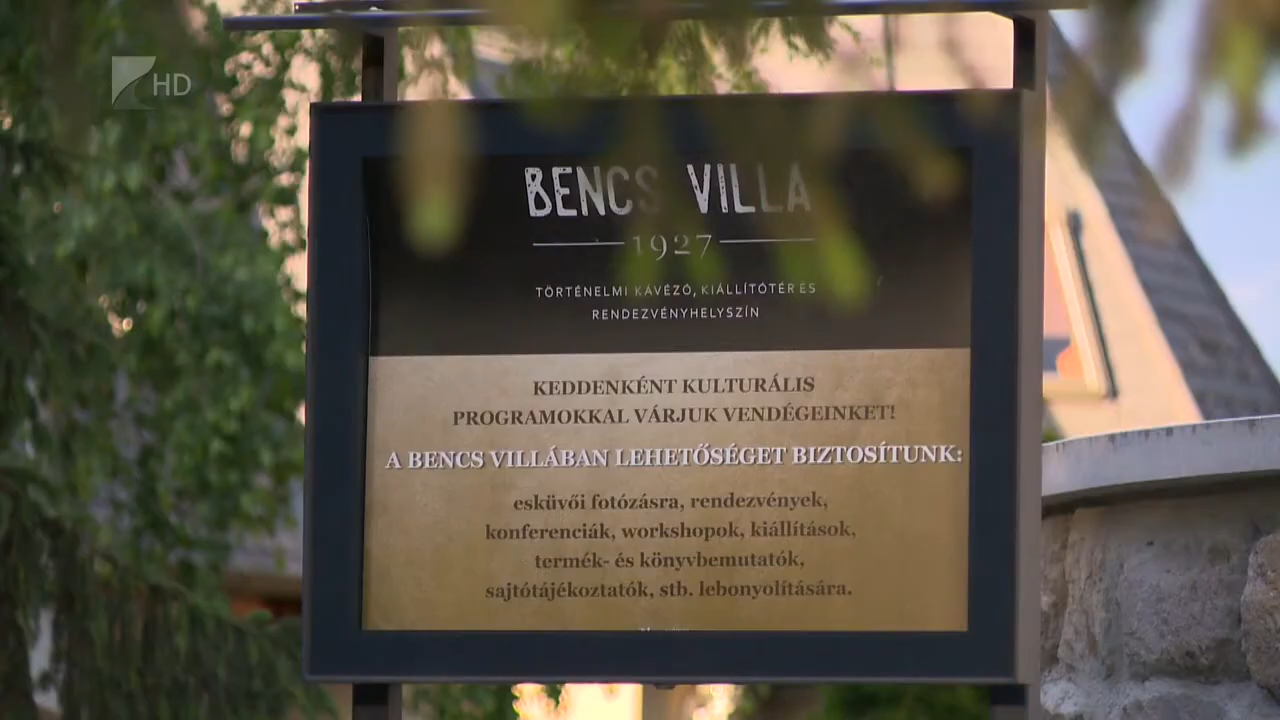 HD
BENCS VILLA
1927
TÖRTÉNELMI KÁVÉZÓ, KIÁLLÍTÓTÉR ÉS
RENDEZVÉNYHELYSZÍN
KEDDENKÉNT KULTURÁLIS
PROGRAMOKKAL VÁRJUK VENDÉGEINKET!
A BENCS VILLÁBAN LEHETŐSÉGET BIZTOSÍTUNK:
esküvői fotózásra, rendezvények,
konferenciák, workshopok, kiállítások,
termék- és könyvbemutatók,
sajtótájékoztatók, stb. lebonyolítására.